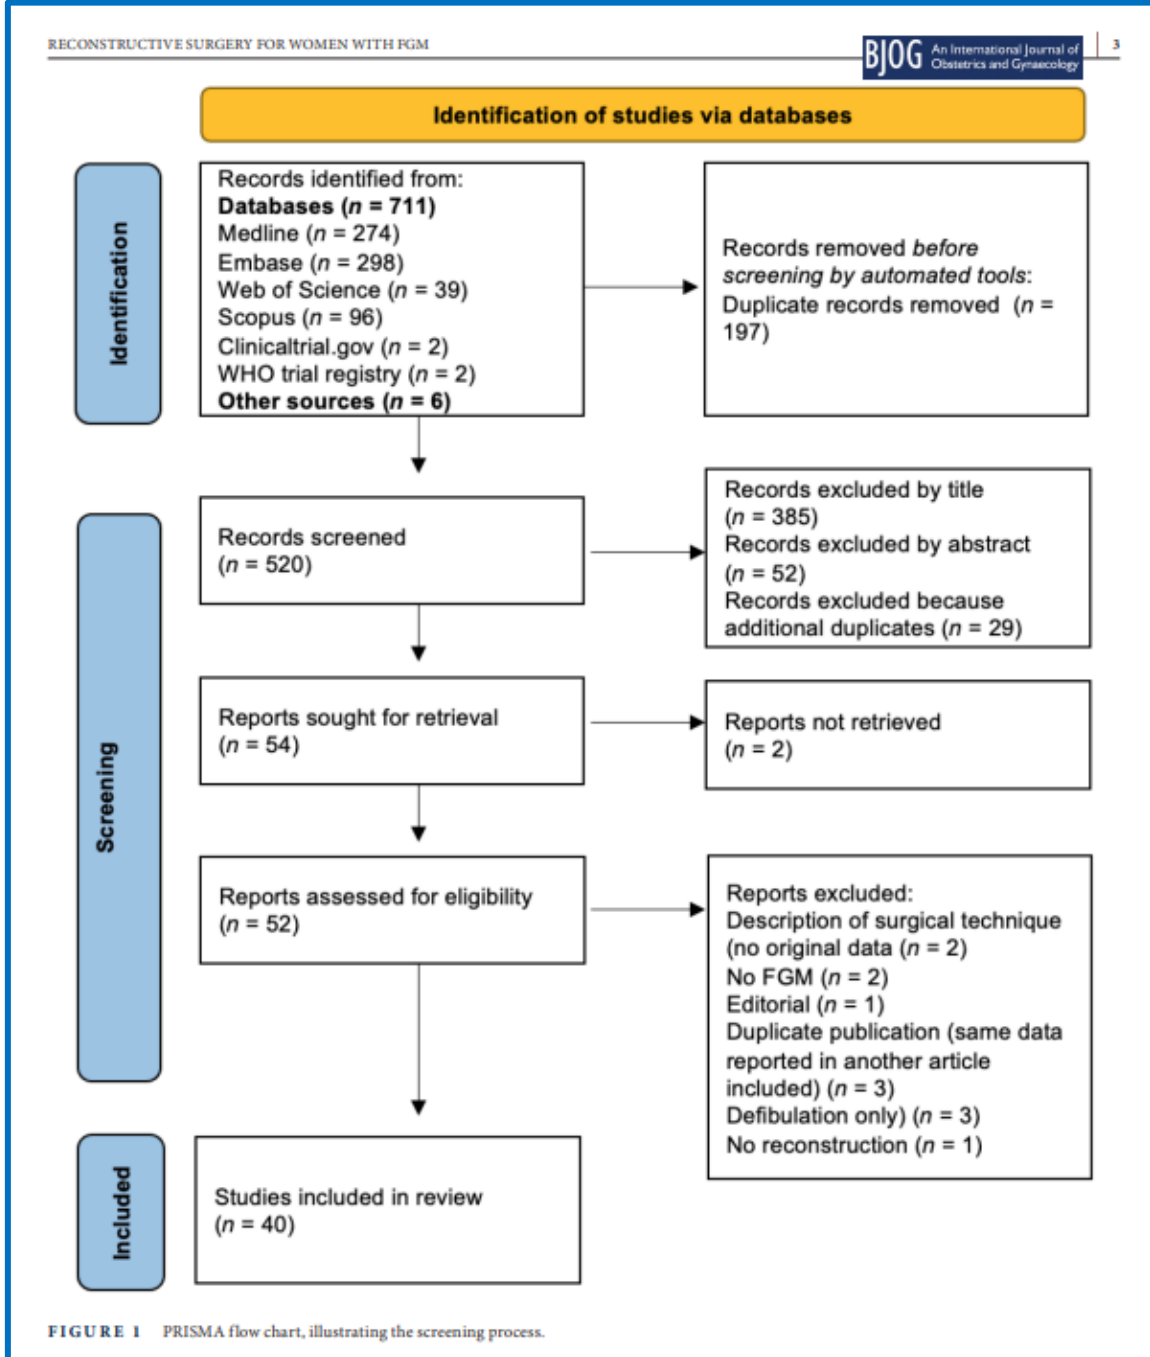 RECONSTRUCTIVE SURGERY FOR WOMEN WITH FGM
BJOG An International Journal of
Obstetrics and Gynaecology
3
Identification of studies via databases
Identification
Records identified from:
Databases (n = 711)
Medline (n = 274)
Embase (n = 298)
Web of Science (n = 39)
Scopus (n = 96)
Clinicaltrial.gov (n = 2)
WHO trial registry (n = 2)
Other sources (n = 6)
Records removed before
screening by automated tools:
Duplicate records removed (n =
197)
Screening
Records screened
(n = 520)
Records excluded by title
(n = 385)
Records excluded by abstract
(n = 52)
Records excluded because
additional duplicates (n = 29)
Reports sought for retrieval
(n = 54)
Reports not retrieved
(n = 2)
Reports assessed for eligibility
(n = 52)
Reports excluded:
Description of surgical technique
(no original data (n = 2)
No FGM (n = 2)
Editorial (n = 1)
Duplicate publication (same data
reported in another article
included) (n = 3)
Defibulation only) (n = 3)
No reconstruction (n = 1)
Included
Studies included in review
(n = 40)
FIGURE 1 PRISMA flow chart, illustrating the screening process.